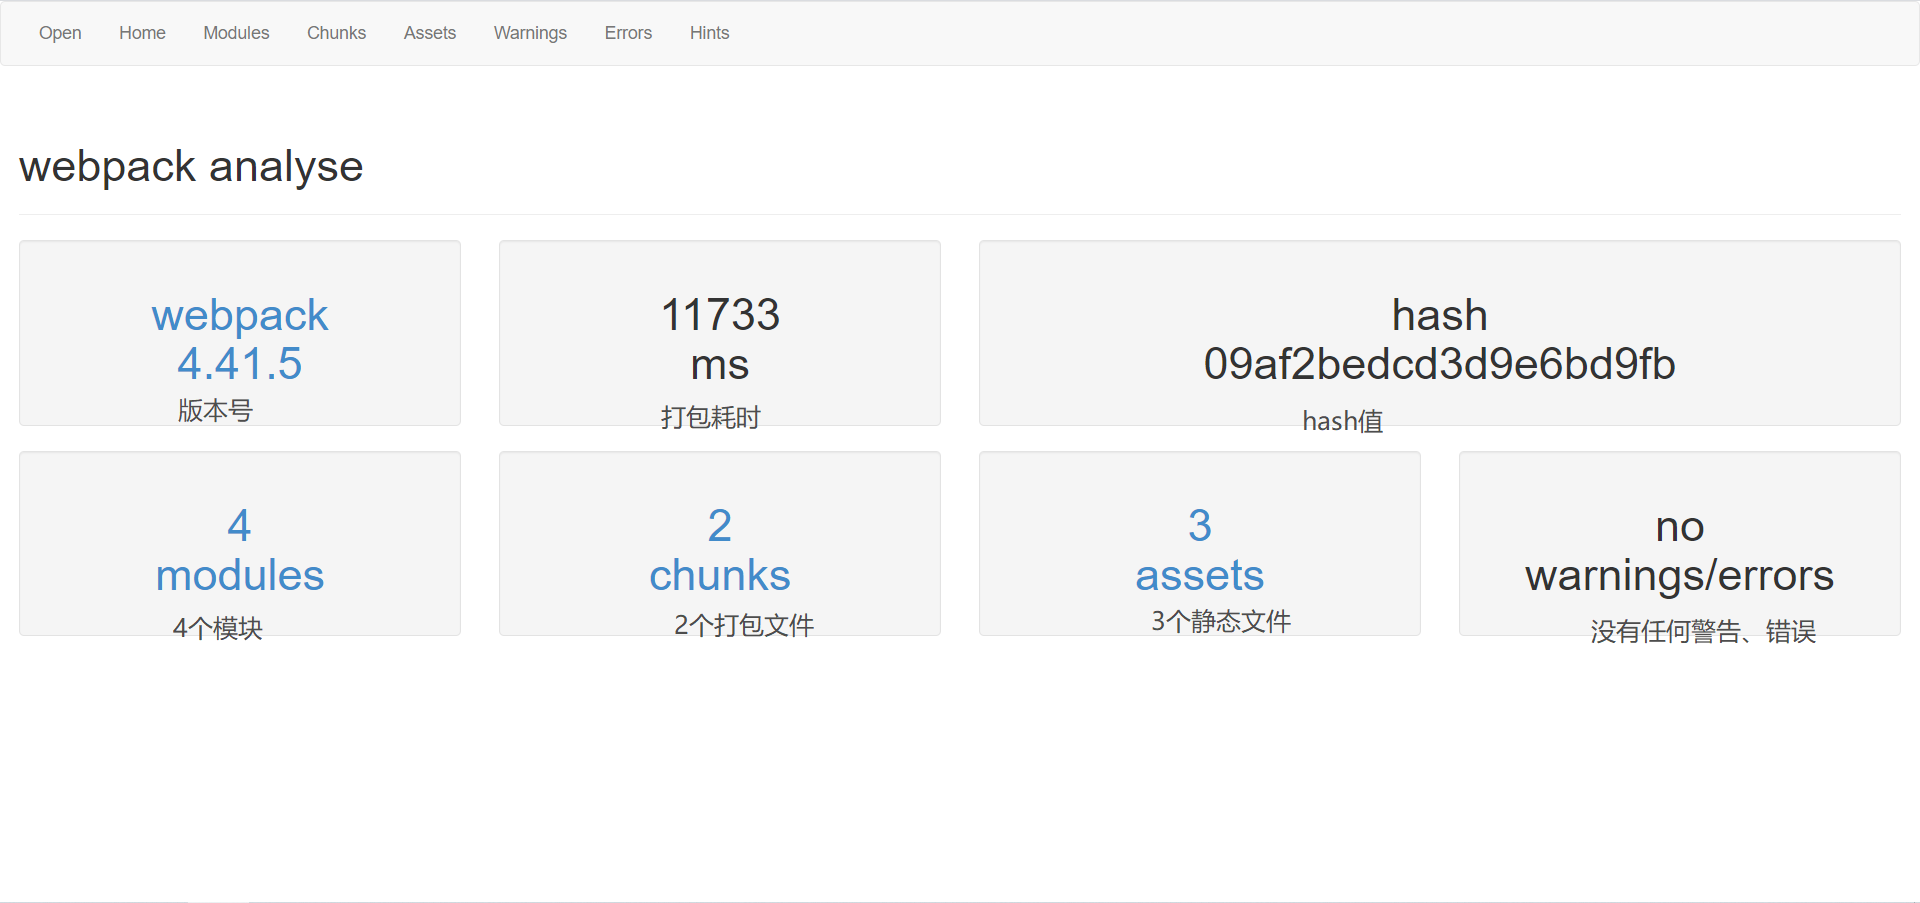 Open Home Modules Chunks Assets Warnings Errors Hints
webpack analyse
webpack
4.41.5
版本号
11733
ms
打包耗时
hash
09af2bedcd3d9e6bd9fb
hash值
4
modules
4个模块
2
chunks
2个打包文件
3
assets
3个静态文件
no
warnings/errors
没有任何警告、错误